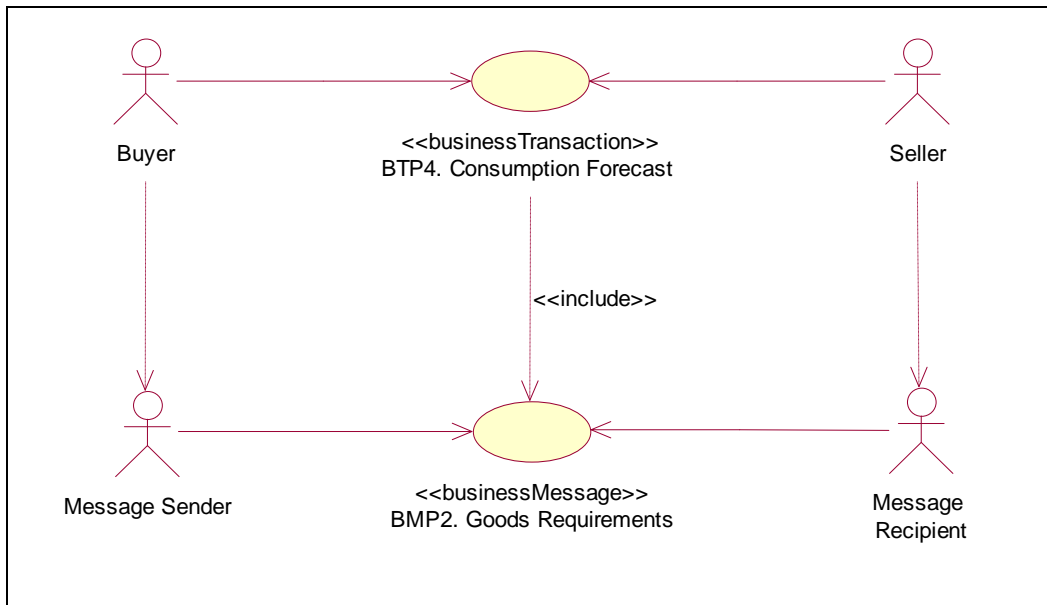 Buyer
<<businessTransaction>>
BTP4. Consumption Forecast
Seller
<<include>>
Message Sender
<<businessMessage>>
BMP2. Goods Requirements
Message
Recipient